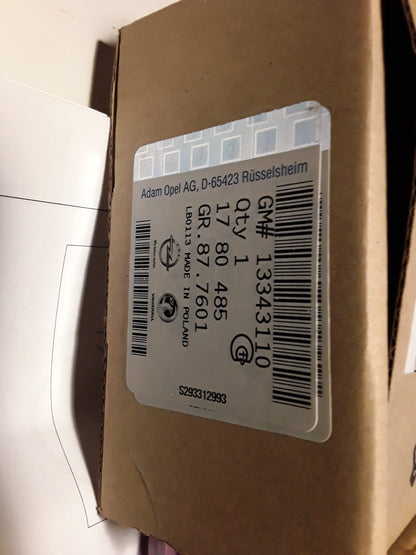 Adam Opel AG, D-65423 Rüsselsheim
GM# 13343110
Qty 1
17 80 485
GR.87.7601
LB0113 MADE IN POLAND
S293312993